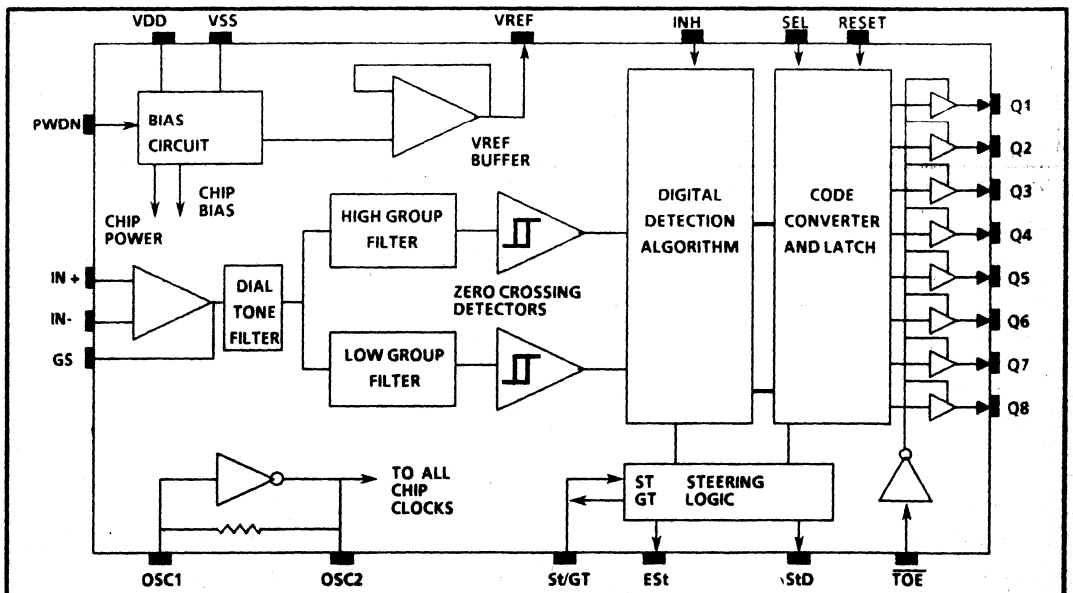 VDD VSS VREF INH SEL RESET
PWDN
BIAS
CIRCUIT
VREF
BUFFER
CHIP
BIAS
CHIP
POWER
DIGITAL
DETECTION
ALGORITHM
CODE
CONVERTER
AND LATCH
Q1
Q2
Q3
Q4
Q5
Q6
Q7
Q8
HIGH GROUP
FILTER
IN +
IN-
GS
DIAL
TONE
FILTER
ZERO CROSSING
DETECTORS
LOW GROUP
FILTER
TO ALL
CHIP
CLOCKS
ST STEERING
GT LOGIC
OSC1 OSC2 St/GT ESt StD TOE